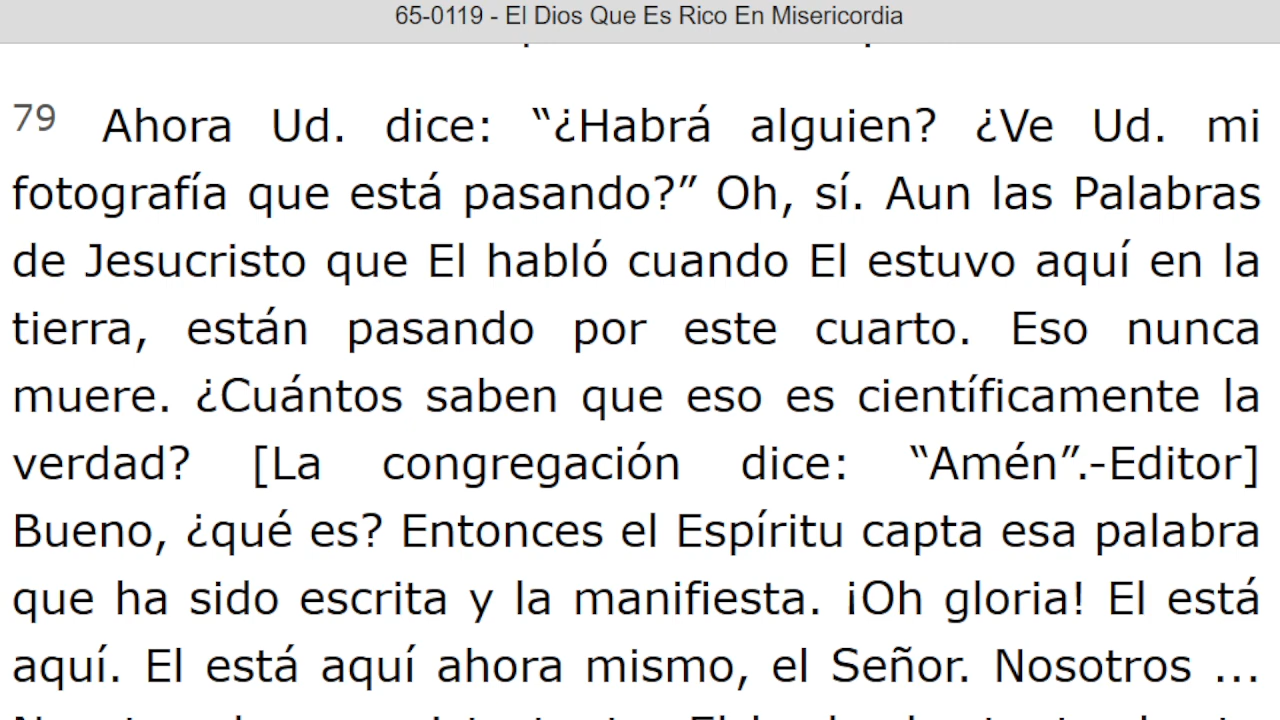 65-0119 - El Dios Que Es Rico En Misericordia
79 Ahora Ud. dice: “¿Habrá alguien? ¿Ve Ud. mi
fotografía que está pasando?” Oh, sí. Aun las Palabras
de Jesucristo que El habló cuando El estuvo aquí en la
tierra, están pasando por este cuarto. Eso nunca
muere. ¿Cuántos saben que eso es científicamente la
verdad? [La congregación dice: “Amén”.-Editor]
Bueno, ¿qué es? Entonces el Espíritu capta esa palabra
que ha sido escrita y la manifiesta. ¡Oh gloria! El está
aquí. El está aquí ahora mismo, el Señor. Nosotros ...